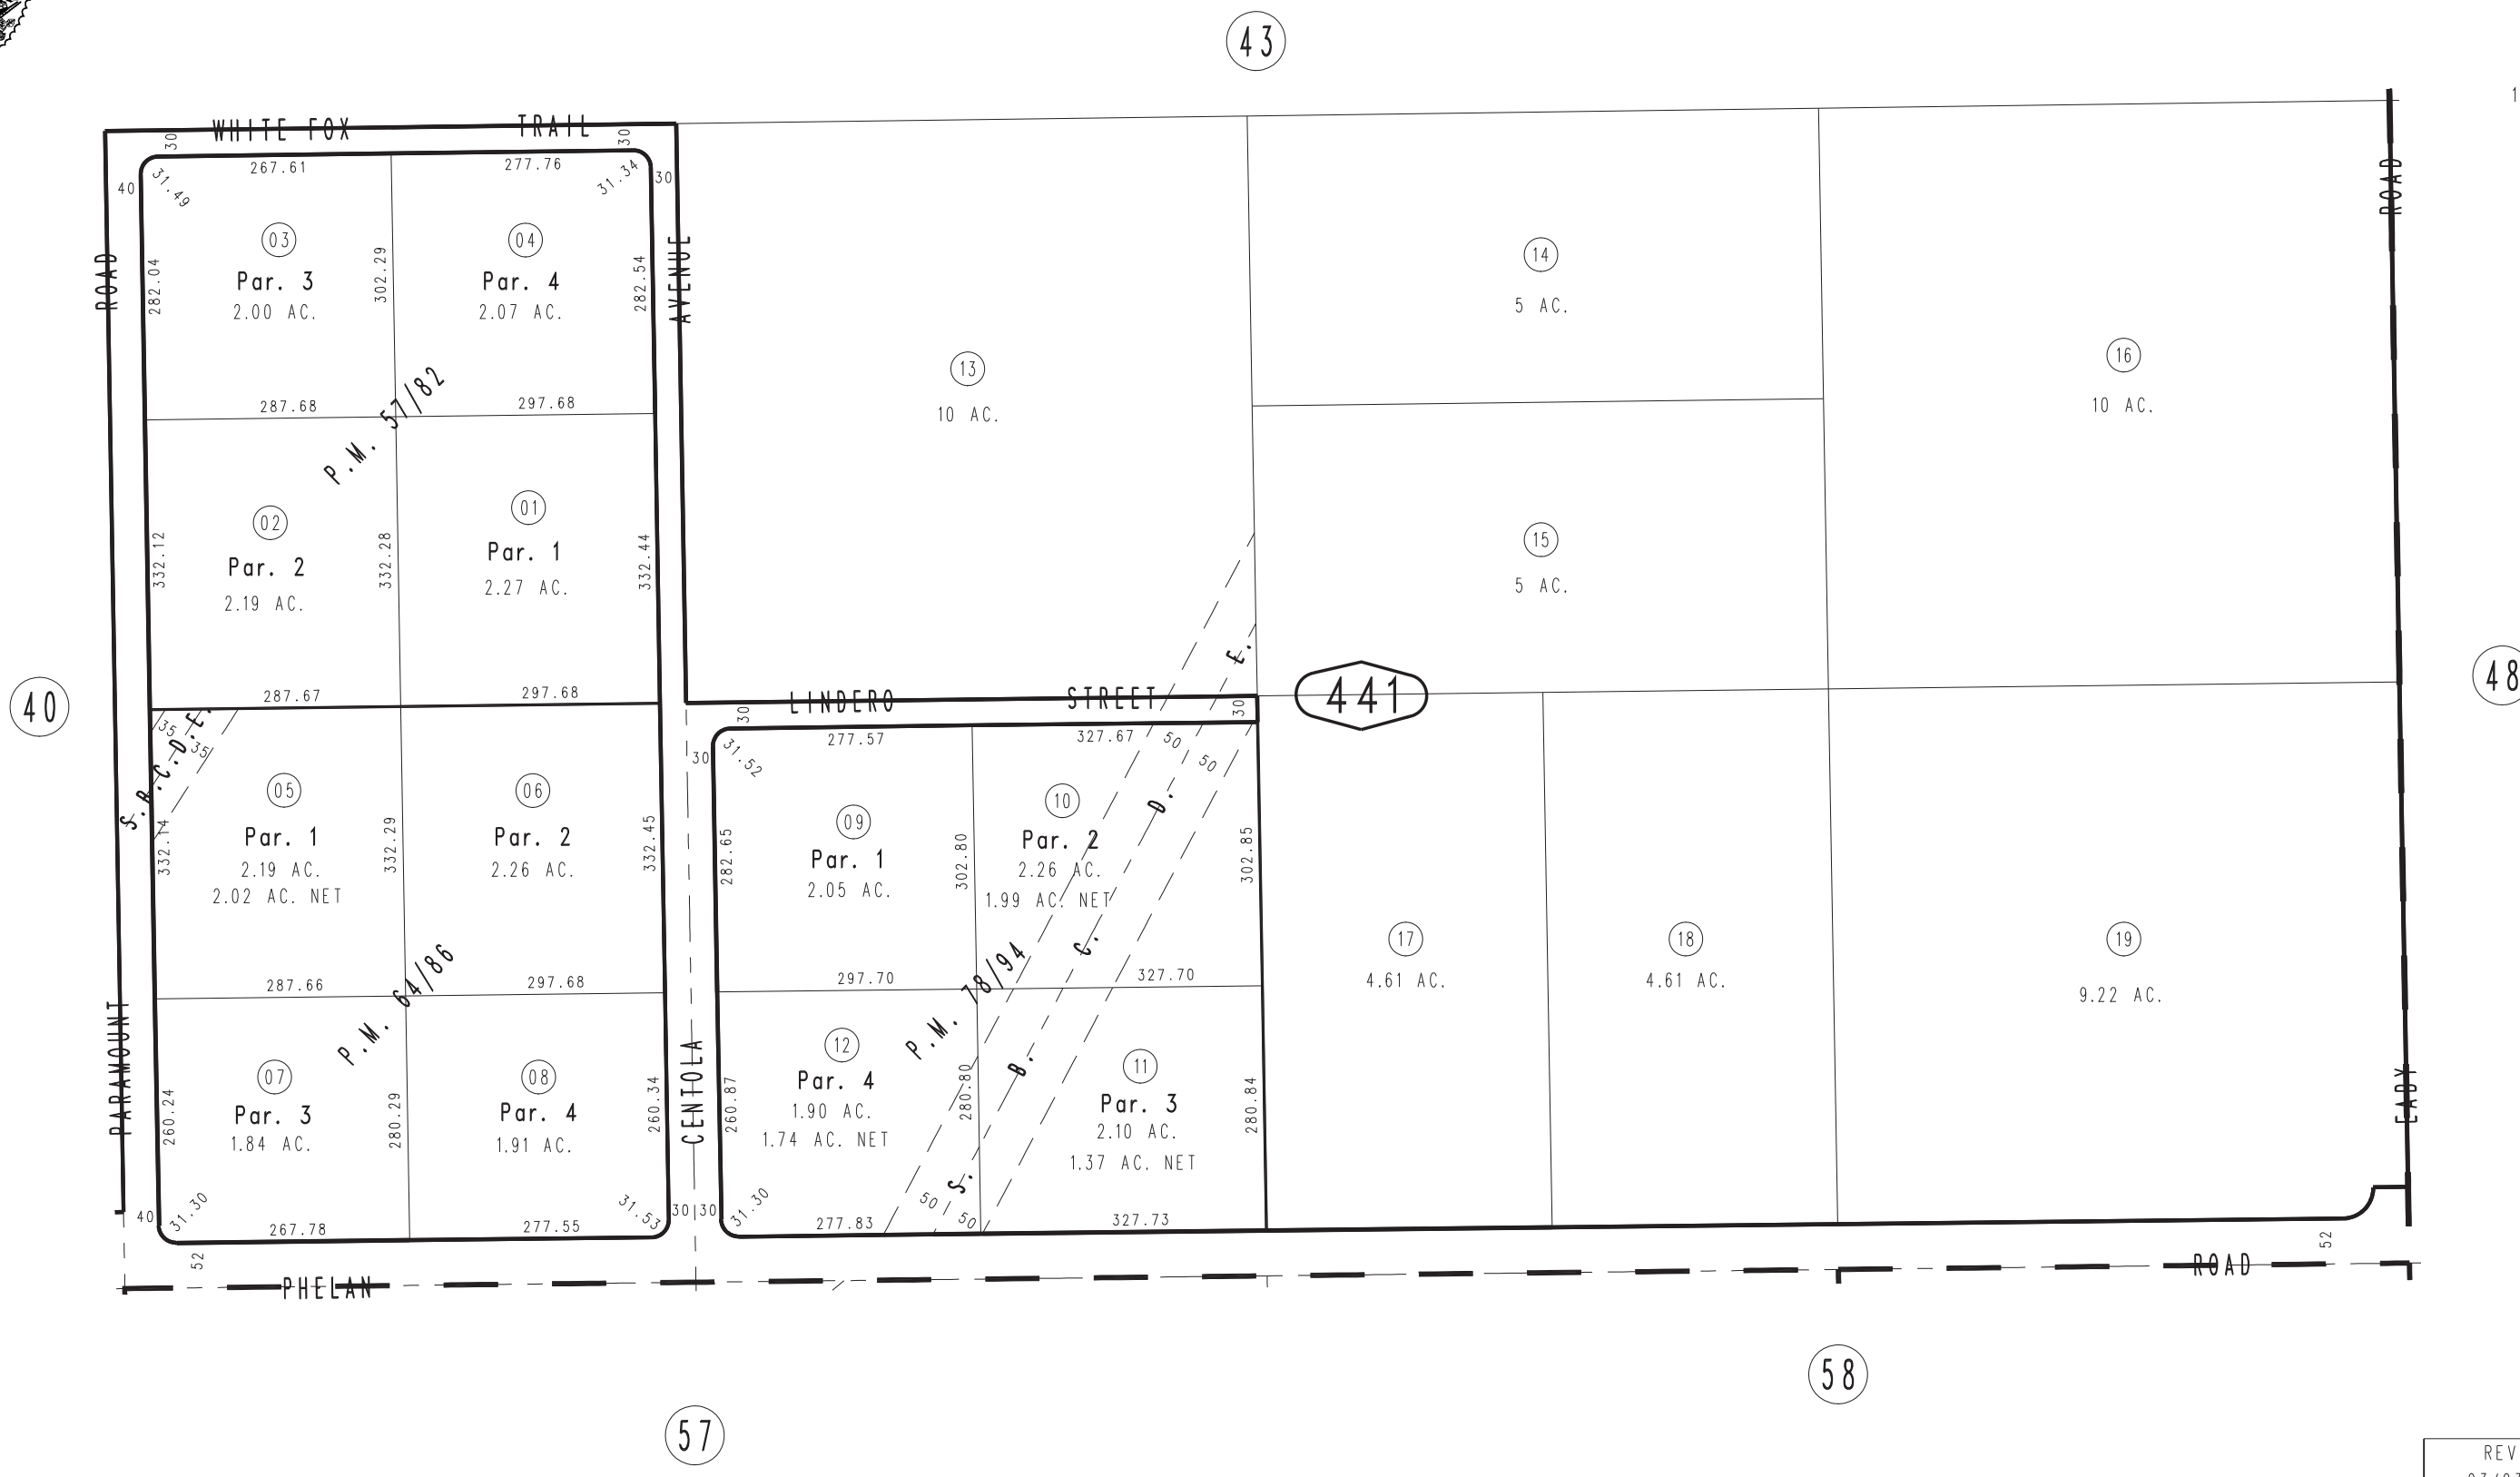 43
1
WHITE FOX TRAIL
30
30
267.61
277.76
40
31.49
31.34
30
ROAD
AVENUE
ROAD
03
Par. 3
2.00 AC.
04
Par. 4
2.07 AC.
282.04
302.29
282.54
14
5 AC.
13
10 AC.
16
10 AC.
287.68
297.68
P.M. 57/82
02
Par. 2
2.19 AC.
01
Par. 1
2.27 AC.
332.12
332.28
332.44
15
5 AC.
287.67
297.68
40
48
441
LINDERO STREET
30
30
30
277.57
327.67
31.52
50
50
S.B.C.D.E.
35
35
05
Par. 1
2.19 AC.
2.02 AC. NET
06
Par. 2
2.26 AC.
332.14
332.29
332.45
09
Par. 1
2.05 AC.
10
Par. 2
2.26 AC.
1.99 AC. NET
282.65
302.80
302.85
S. B. C. D. E.
17
4.61 AC.
18
4.61 AC.
19
9.22 AC.
287.66
297.68
297.70
327.70
P.M. 64/86
P.M. 78/94
PARAMOUNT
CENTOLA
EADY
07
Par. 3
1.84 AC.
08
Par. 4
1.91 AC.
260.24
280.29
260.34
12
Par. 4
1.90 AC.
1.74 AC. NET
11
Par. 3
2.10 AC.
1.37 AC. NET
260.87
280.80
280.84
40
31.30
267.78
277.55
31.53
30
30
31.30
277.83
50
50
327.73
52
52
PHELAN ROAD
58
57
REV